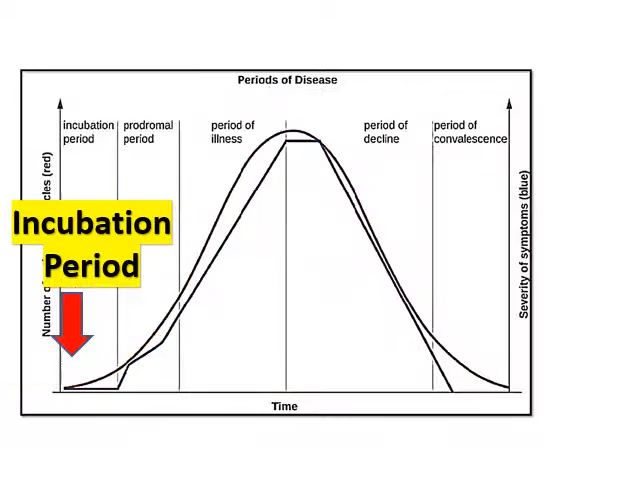 Periods of Disease
incubation period
prodromal period
period of illness
period of decline
period of convalescence
Number of
cles (red)
Incubation
Period
Severity of symptoms (blue)
Time